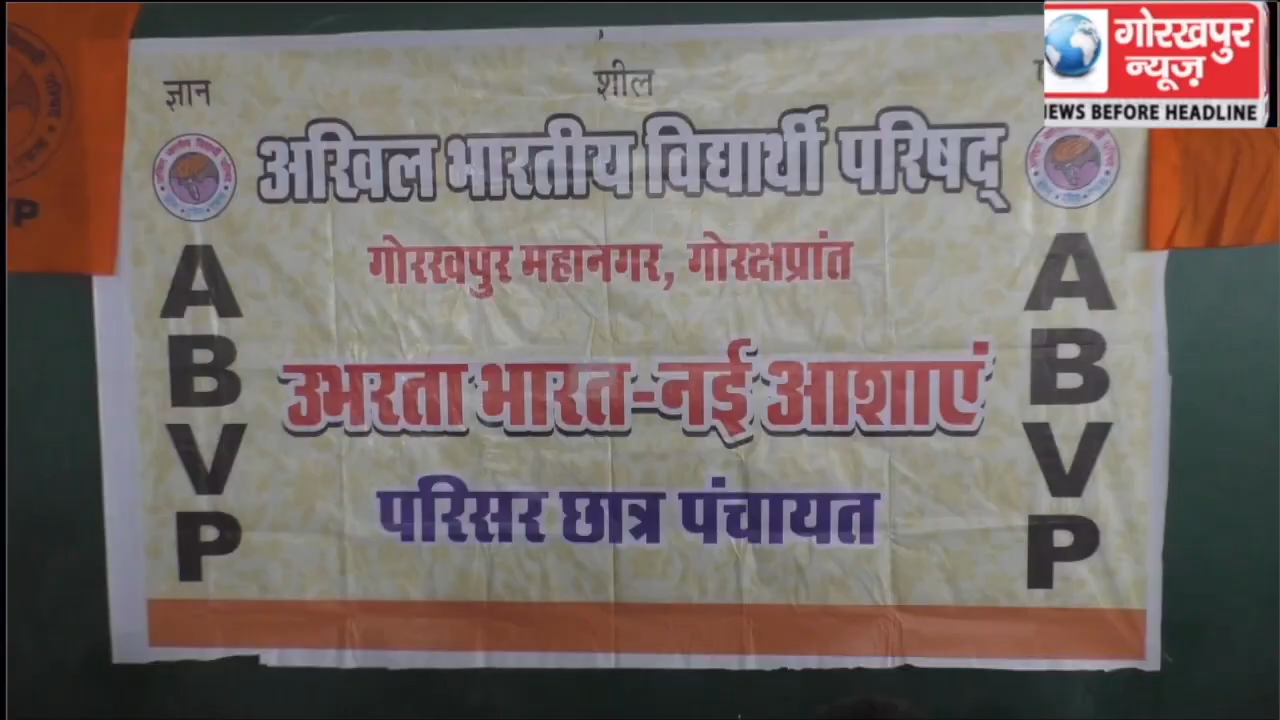 गोरखपुर
न्यूज़
NEWS BEFORE HEADLINE
ज्ञान
शील
अखिल भारतीय विद्यार्थी परिषद्
गोरखपुर महानगर, गोरक्षप्रांत
उभरता भारत-नई आशाएं
परिसर छात्र पंचायत
ABVP
ABVP
VP